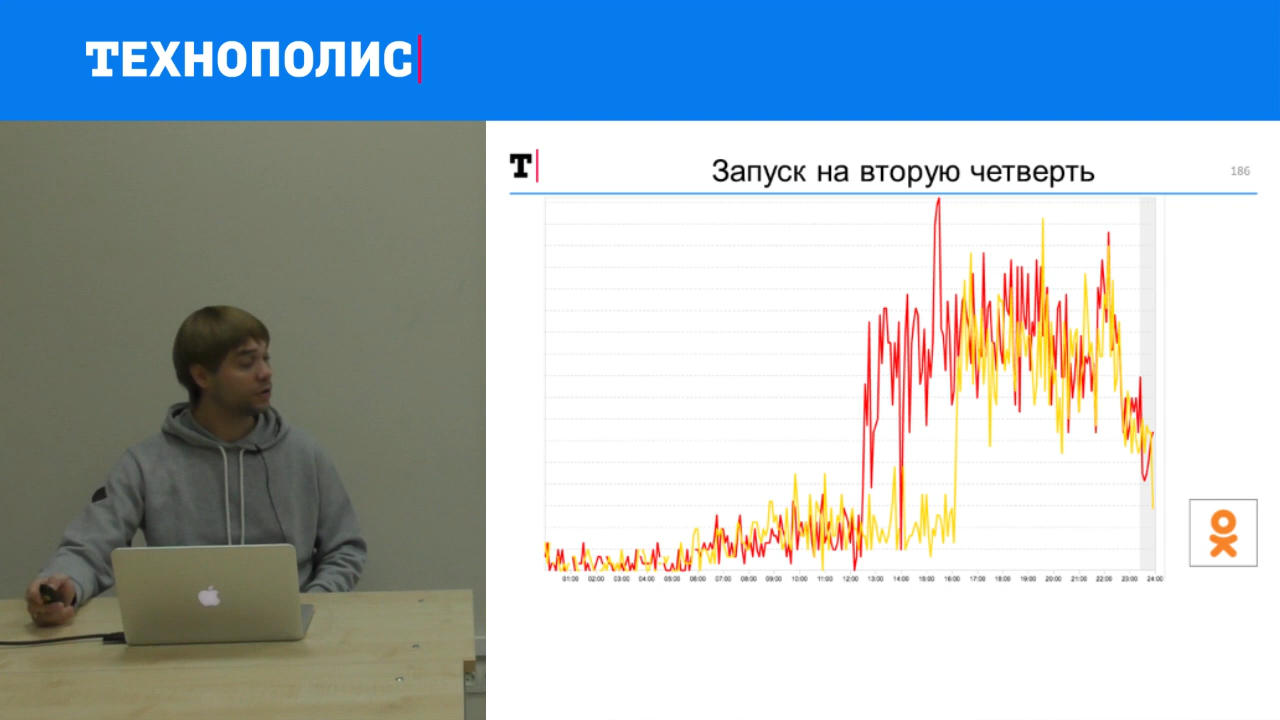 ТЕХНОПОЛИС
Т
Запуск на вторую четверть
186
01:00 02:00 03:00 04:00 05:00 06:00 07:00 08:00 09:00 10:00 11:00 12:00 13:00 14:00 15:00 16:00 17:00 18:00 19:00 20:00 21:00 22:00 23:00 24:00